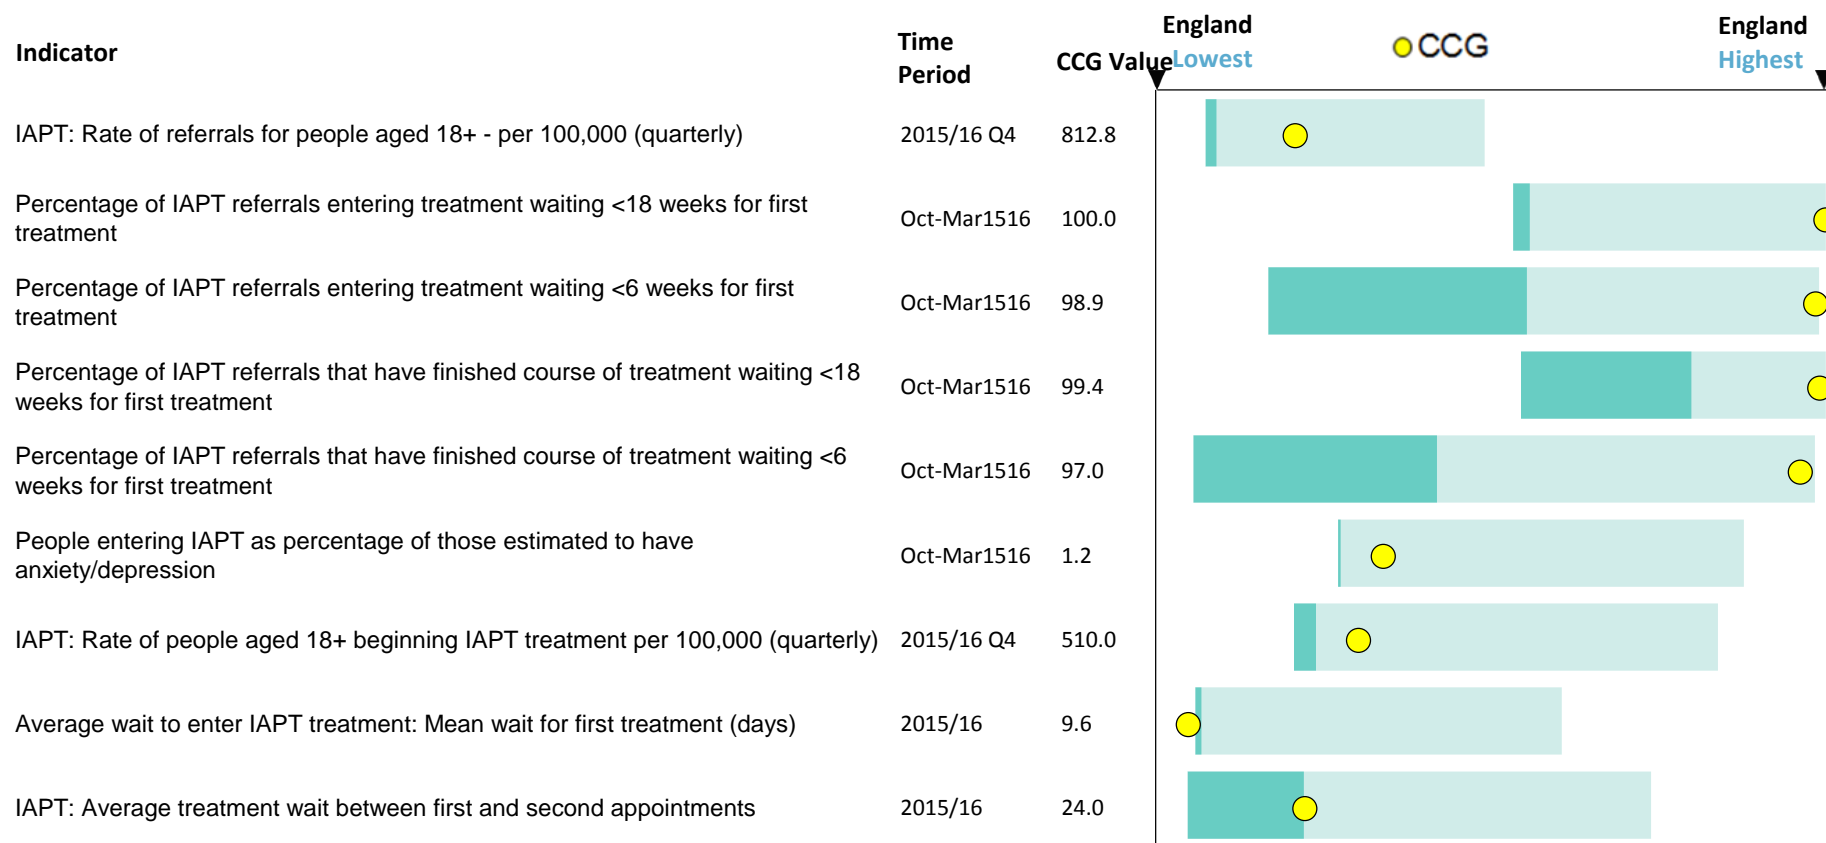 Indicator
Time Period
CCG Value
England Lowest
CCG
England Highest
IAPT: Rate of referrals for people aged 18+ - per 100,000 (quarterly) 2015/16 Q4 812.8
Percentage of IAPT referrals entering treatment waiting <18 weeks for first
treatment
Oct-Mar1516 100.0
Percentage of IAPT referrals entering treatment waiting <6 weeks for first
treatment
Oct-Mar1516 98.9
Percentage of IAPT referrals that have finished course of treatment waiting <18
weeks for first treatment
Oct-Mar1516 99.4
Percentage of IAPT referrals that have finished course of treatment waiting <6
weeks for first treatment
Oct-Mar1516 97.0
People entering IAPT as percentage of those estimated to have
anxiety/depression
Oct-Mar1516 1.2
IAPT: Rate of people aged 18+ beginning IAPT treatment per 100,000 (quarterly) 2015/16 Q4 510.0
Average wait to enter IAPT treatment: Mean wait for first treatment (days) 2015/16 9.6
IAPT: Average treatment wait between first and second appointments 2015/16 24.0